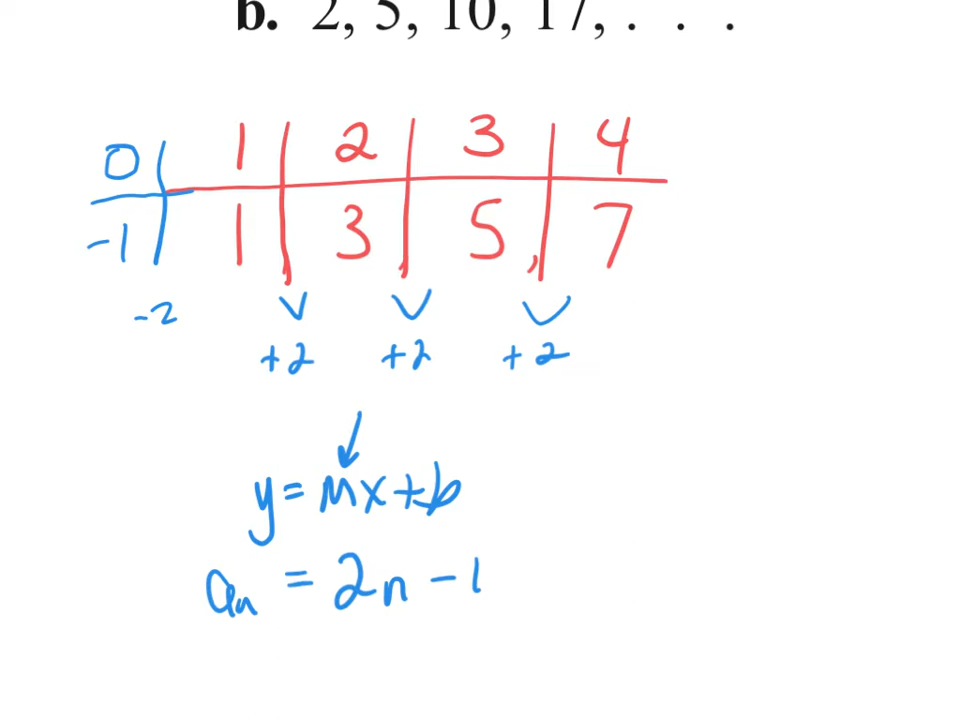 b. 2, 5, 10, 17, . . .
0 1 2 3 4
-1 1, 3, 5, 7
-2
+2 +2 +2
y = mx + b
an = 2n - 1